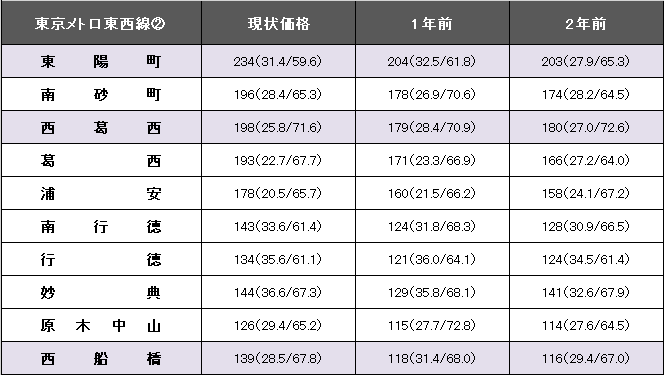 東京メトロ東西線② 現状価格 1年前 2年前
東陽町 234(31.4/59.6) 204(32.5/61.8) 203(27.9/65.3)
南砂町 196(28.4/65.3) 178(26.9/70.6) 174(28.2/64.5)
西葛西 198(25.8/71.6) 179(28.4/70.9) 180(27.0/72.6)
葛西 193(22.7/67.7) 171(23.3/66.9) 166(27.2/64.0)
浦安 178(20.5/65.7) 160(21.5/66.2) 158(24.1/67.2)
南行徳 143(33.6/61.4) 124(31.8/68.3) 128(30.9/66.5)
行徳 134(35.6/61.1) 121(36.0/64.1) 124(34.5/61.4)
妙典 144(36.6/67.3) 129(35.8/68.1) 141(32.6/67.9)
原木中山 126(29.4/65.2) 115(27.7/72.8) 114(27.6/64.5)
西船橋 139(28.5/67.8) 118(31.4/68.0) 116(29.4/67.0)